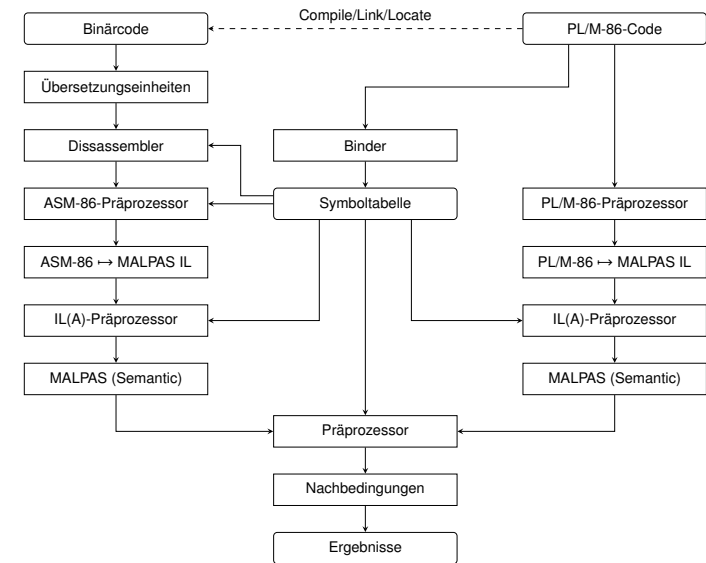 Compile/Link/Locate
Binärcode
PL/M-86-Code
Übersetzungseinheiten
Dissassembler
Binder
ASM-86-Präprozessor
Symboltabelle
PL/M-86-Präprozessor
ASM-86 ↦ MALPAS IL
PL/M-86 ↦ MALPAS IL
IL(A)-Präprozessor
IL(A)-Präprozessor
MALPAS (Semantic)
MALPAS (Semantic)
Präprozessor
Nachbedingungen
Ergebnisse